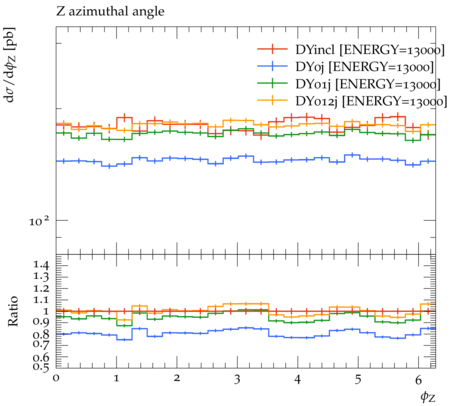 Z azimuthal angle
dσ/dϕZ [pb]
DYincl [ENERGY=13000]
DY0j [ENERGY=13000]
DY01j [ENERGY=13000]
DY012j [ENERGY=13000]
10²
Ratio
1.4
1.3
1.2
1.1
1
0.9
0.8
0.7
0.6
0.5
0 1 2 3 4 5 6
ϕZ